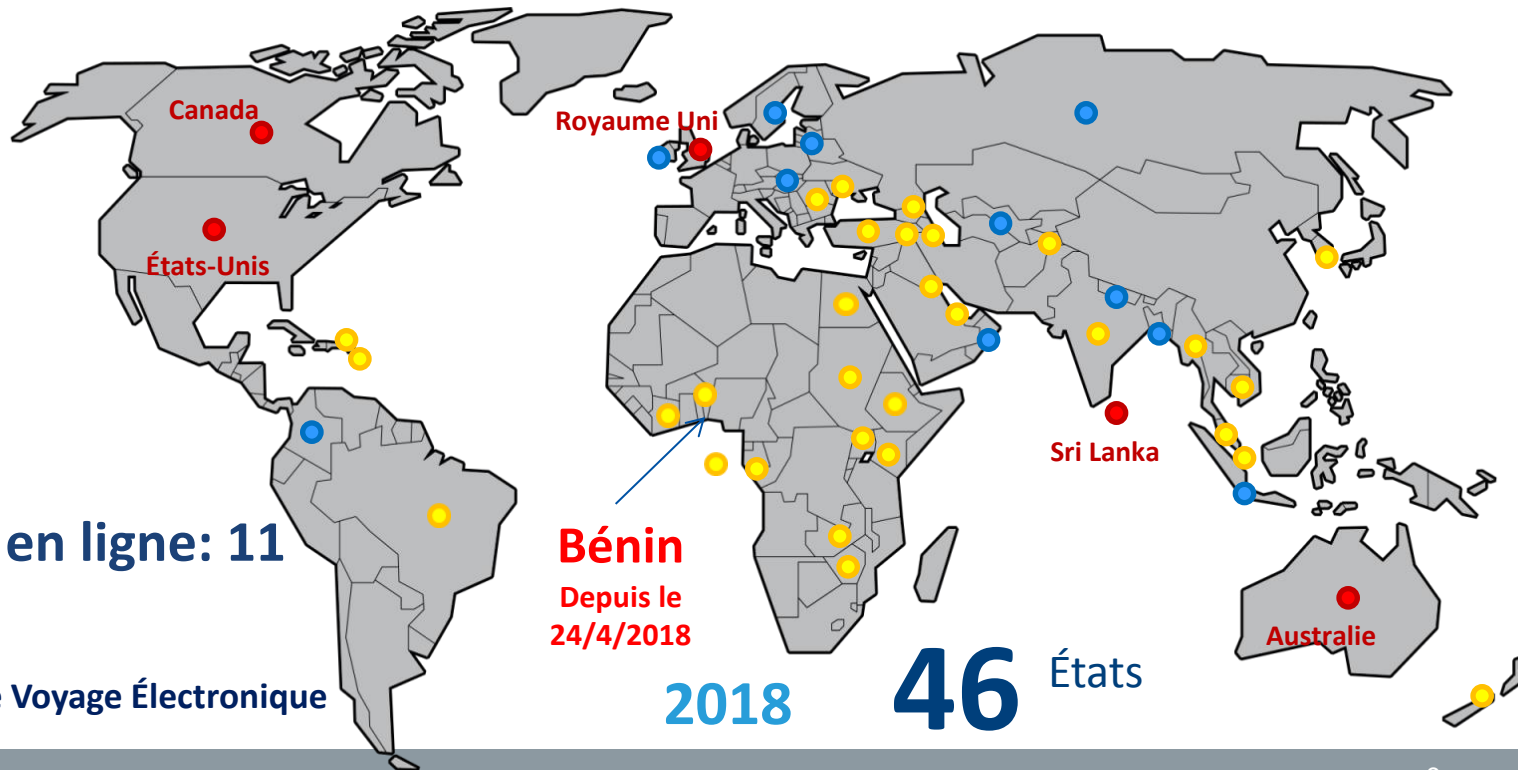 Canada
Royaume Uni
États-Unis
Sri Lanka
en ligne: 11
Bénin
Depuis le
24/4/2018
Australie
Voyage Électronique
2018
46 États